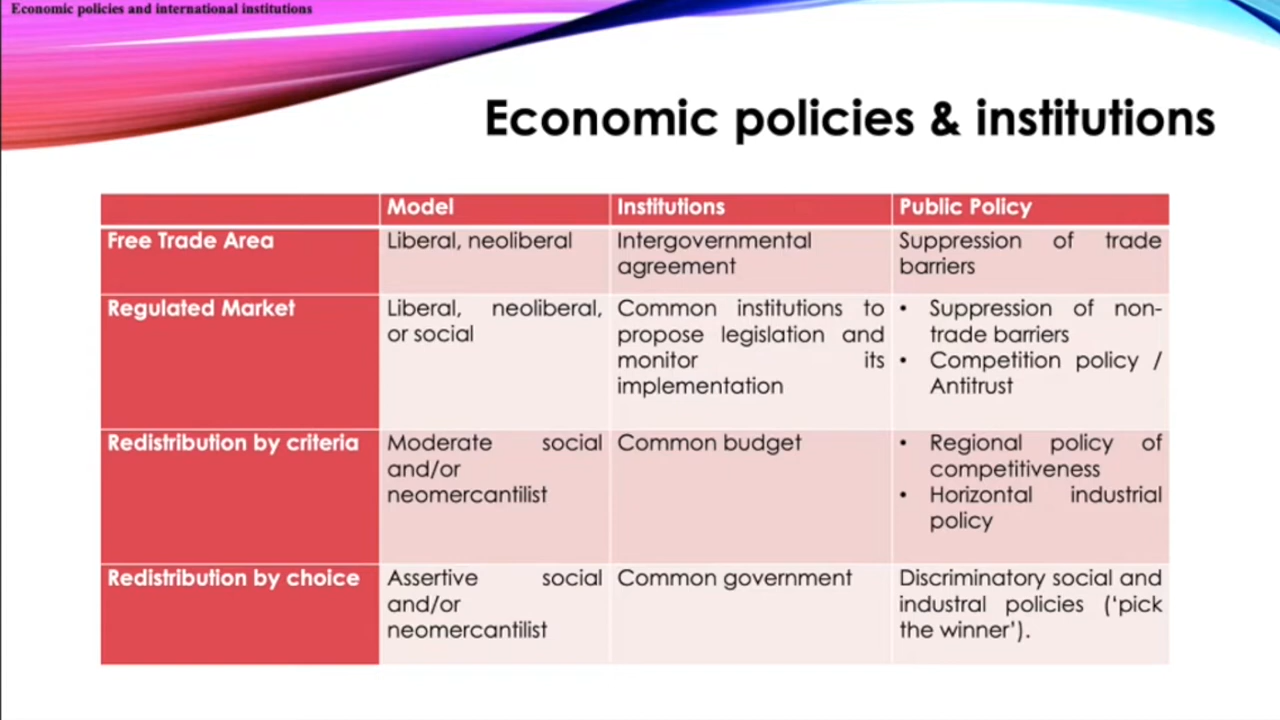 Economic policies and international institutions
Economic policies & institutions
Model
Institutions
Public Policy
Free Trade Area
Liberal, neoliberal
Intergovernmental
agreement
Suppression of trade
barriers
Regulated Market
Liberal, neoliberal,
or social
Common institutions to
propose legislation and
monitor its
implementation
• Suppression of non-
trade barriers
• Competition policy /
Antitrust
Redistribution by criteria
Moderate social
and/or
neomercantilist
Common budget
• Regional policy of
competitiveness
• Horizontal industrial
policy
Redistribution by choice
Assertive social
and/or
neomercantilist
Common government
Discriminatory social and
industral policies (‘pick
the winner’).